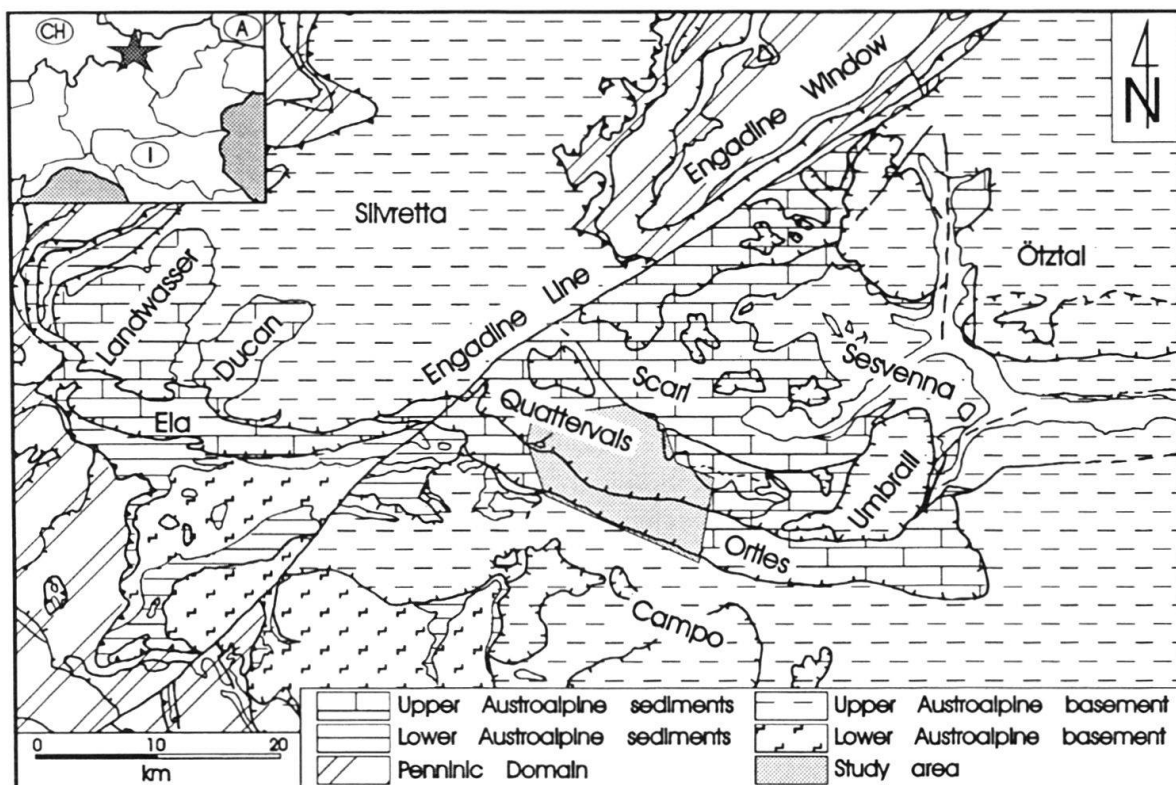 CH
A
I
N
Engadine Window
Silvretta
Ötztal
Landwasser
Ducan
Engadine Line
Sesvenna
Scarl
Ela
Quattervals
Umbrail
Ortles
Campo
Upper Austroalpine sediments
Lower Austroalpine sediments
Penninic Domain
Upper Austroalpine basement
Lower Austroalpine basement
Study area
0 10 20
km